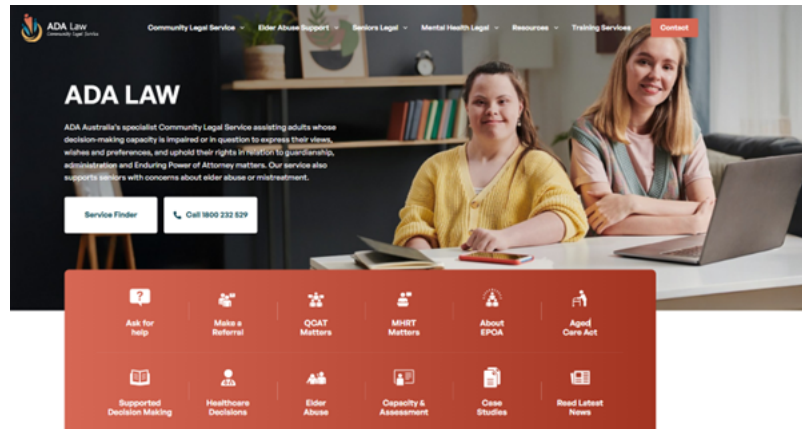 ADA Law
Community Legal Service
Community Legal Service
Elder Abuse Support
Seniors Legal
Mental Health Legal
Resources
Training Services
Contact
ADA LAW
ADA Australia's specialist Community Legal Service assisting adults whose
decision-making capacity is impaired or in question to express their views,
wishes and preferences, and uphold their rights in relation to guardianship,
administration and Enduring Power of Attorney matters. Our service also
supports seniors with concerns about elder abuse or mistreatment.
Service Finder
Call 1800 232 529
Ask for
help
Make a
Referral
QCAT
Matters
MHRT
Matters
About
EPOA
Aged
Care Act
Supported
Decision Making
Healthcare
Decisions
Elder
Abuse
Capacity &
Assessment
Case
Studies
Read Latest
News